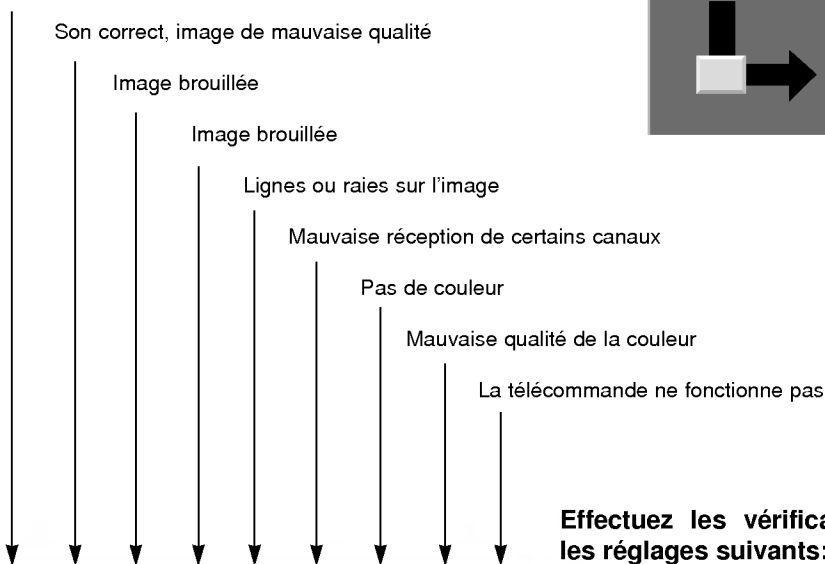 Son correct, image de mauvaise qualité
Image brouillée
Image brouillée
Lignes ou raies sur l'image
Mauvaise réception de certains canaux
Pas de couleur
Mauvaise qualité de la couleur
La télécommande ne fonctionne pas
Effectuez les vérifica
les réglages suivants: